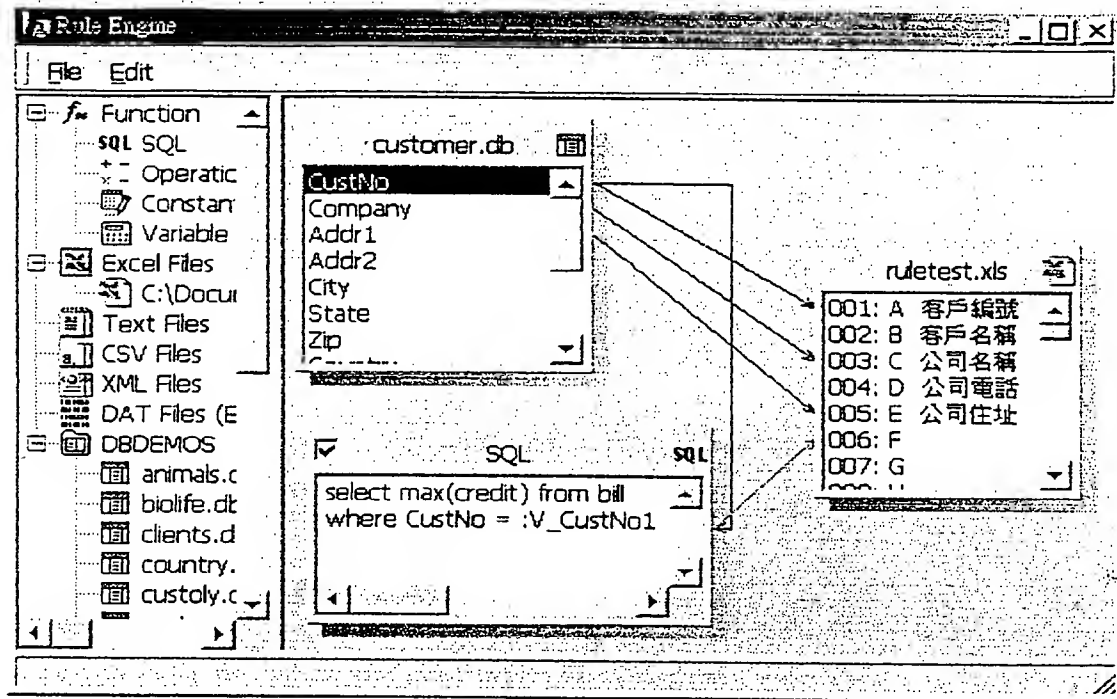 Rule Engine
File Edit
Function
SQL SQL
Operatic
Constan
Variable
Excel Files
C:\Docu
Text Files
CSV Files
XML Files
DAT Files (E
DBDEMOS
animals.c
biolife.dt
clients.d
country.
custoly.c
customer.db
CustNo
Company
Addr1
Addr2
City
State
Zip
SQL SQL
select max(credit) from bill
where CustNo = :V_CustNo1
ruletest.xls
001: A 客戶編號
002: B 客戶名稱
003: C 公司名稱
004: D 公司電話
005: E 公司住址
006: F
007: G